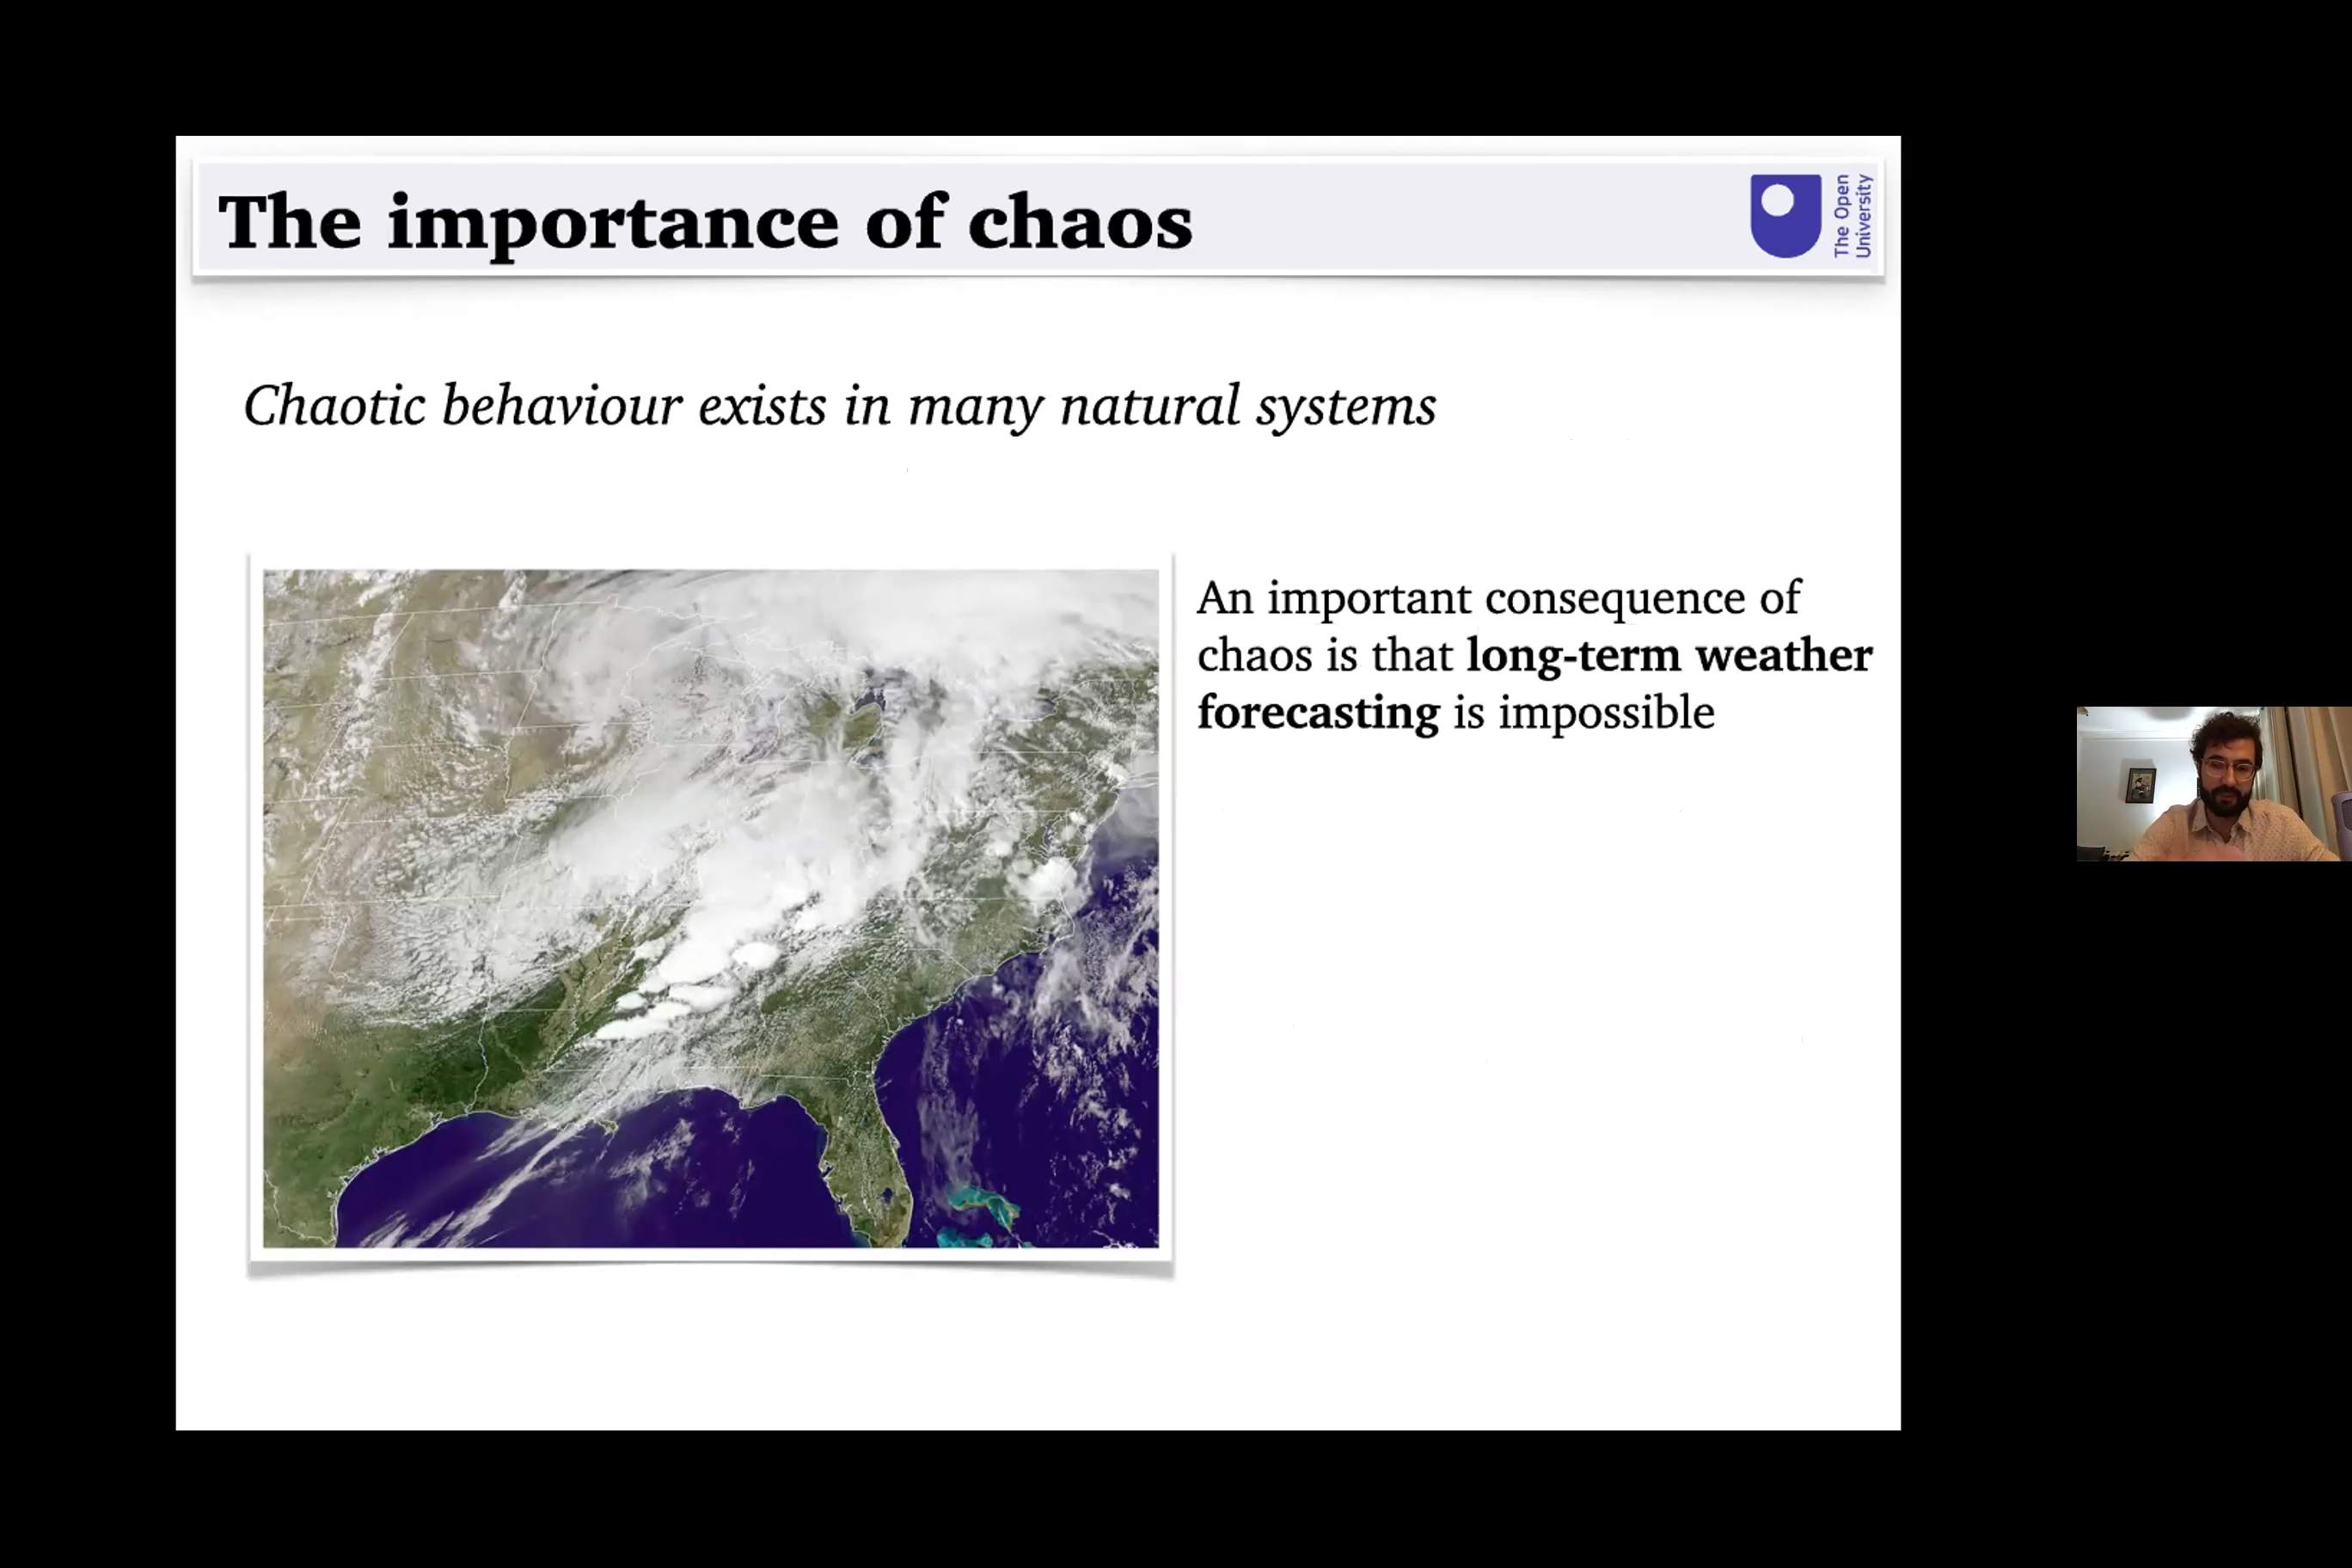 The importance of chaos
The Open
University
Chaotic behaviour exists in many natural systems
An important consequence of
chaos is that long-term weather
forecasting is impossible